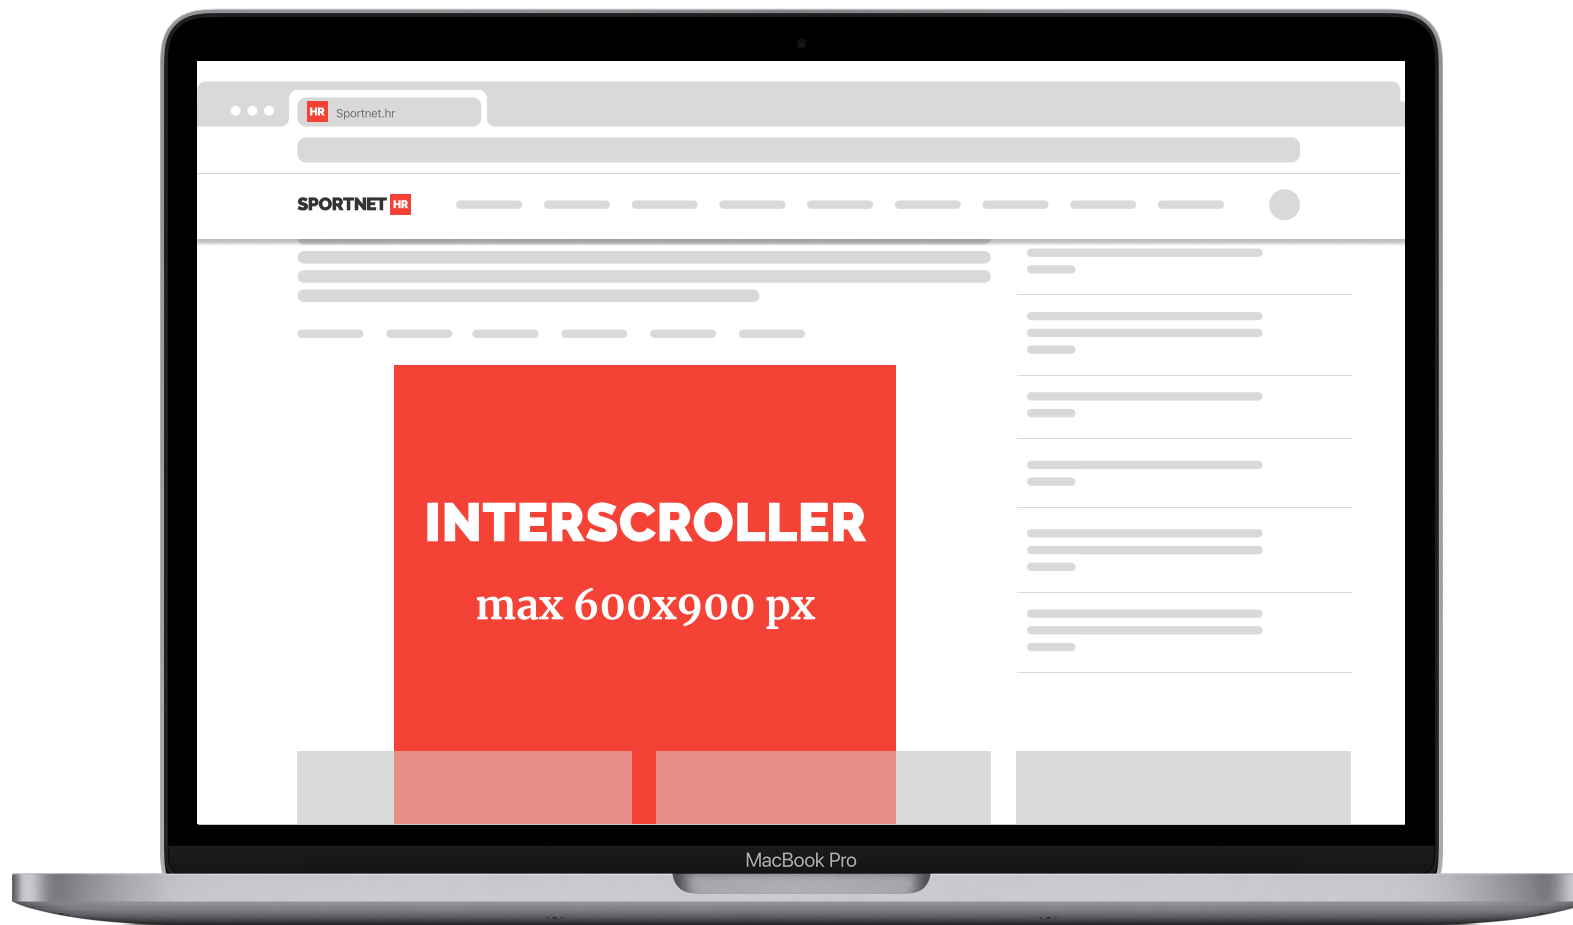 HR Sportnet.hr
SPORTNET HR
INTERSCROLLER
max 600x900 px
MacBook Pro